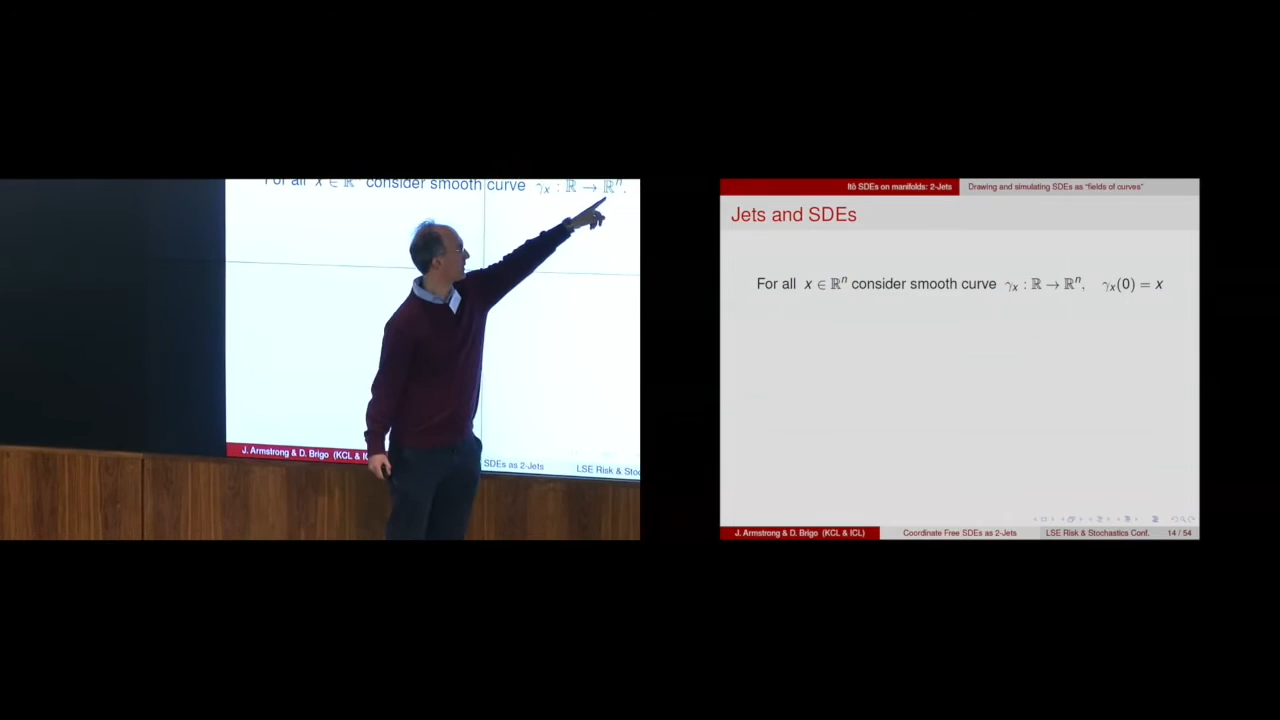 For all x ∈ ℝⁿ consider smooth curve γₓ : ℝ → ℝⁿ.
J. Armstrong & D. Brigo (KCL & IC
SDEs as 2-Jets
LSE Risk & Stoc
Itô SDEs on manifolds: 2-Jets
Drawing and simulating SDEs as “fields of curves”
Jets and SDEs
For all x ∈ ℝⁿ consider smooth curve γₓ : ℝ → ℝⁿ, γₓ(0) = x
J. Armstrong & D. Brigo (KCL & ICL)
Coordinate Free SDEs as 2-Jets
LSE Risk & Stochastics Conf.
14 / 54